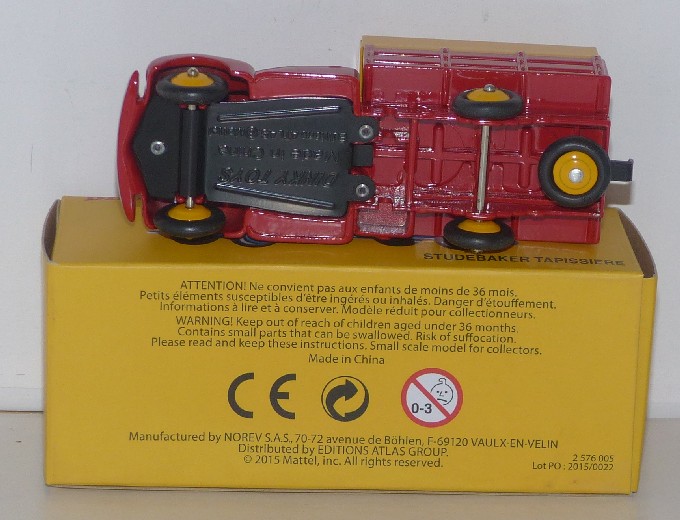 DINKY TOYS
Made in China
STUDEBAKER TAPISSIERE
ATTENTION! Ne convient pas aux enfants de moins de 36 mois.
Petits éléments susceptibles d'être ingérés ou inhalés. Danger d'étouffement.
Informations à lire et à conserver. Modèle réduit pour collectionneurs.
WARNING! Keep out of reach of children aged under 36 months.
Contains small parts that can be swallowed. Risk of suffocation.
Please read and keep these instructions. Small scale model for collectors.
Made in China
CE
0-3
Manufactured by NOREV S.A.S., 70-72 avenue de Böhlen, F-69120 VAULX-EN-VELIN
Distributed by EDITIONS ATLAS GROUP.
© 2015 Mattel, inc. All rights reserved.
2 576 005
Lot PO : 2015/0022